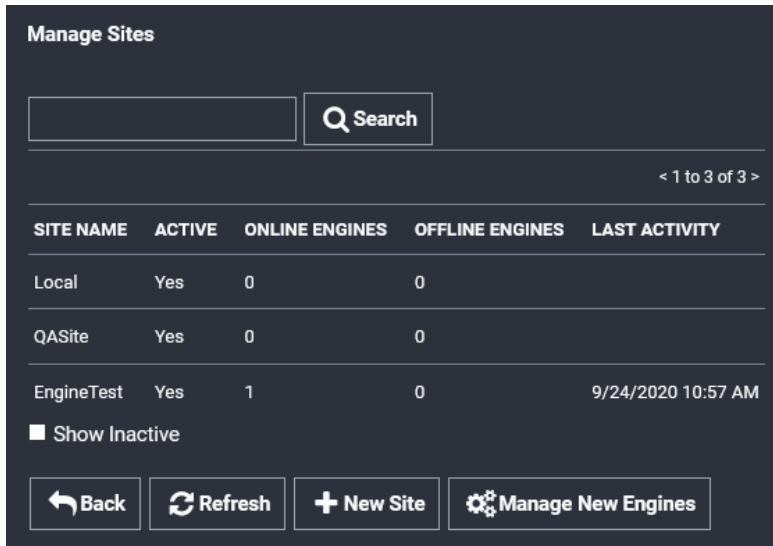 Manage Sites
Search
< 1 to 3 of 3 >
SITE NAME ACTIVE ONLINE ENGINES OFFLINE ENGINES LAST ACTIVITY
Local Yes 0 0
QASite Yes 0 0
EngineTest Yes 1 0 9/24/2020 10:57 AM
Show Inactive
Back Refresh New Site Manage New Engines